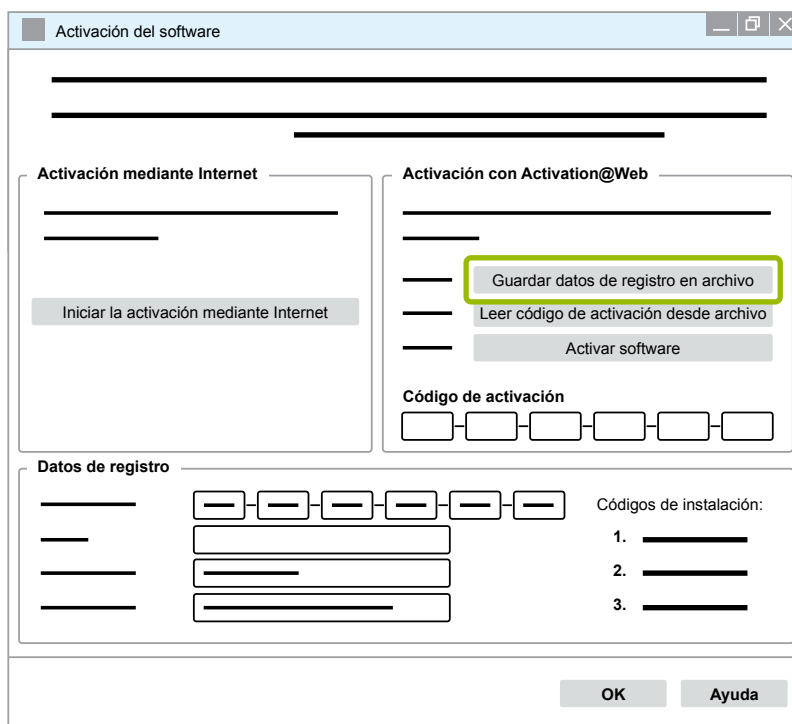 Activación del software
Activación mediante Internet
Iniciar la activación mediante Internet
Activación con Activation@Web
Guardar datos de registro en archivo
Leer código de activación desde archivo
Activar software
Código de activación
Datos de registro
Códigos de instalación:
1.
2.
3.
OK
Ayuda